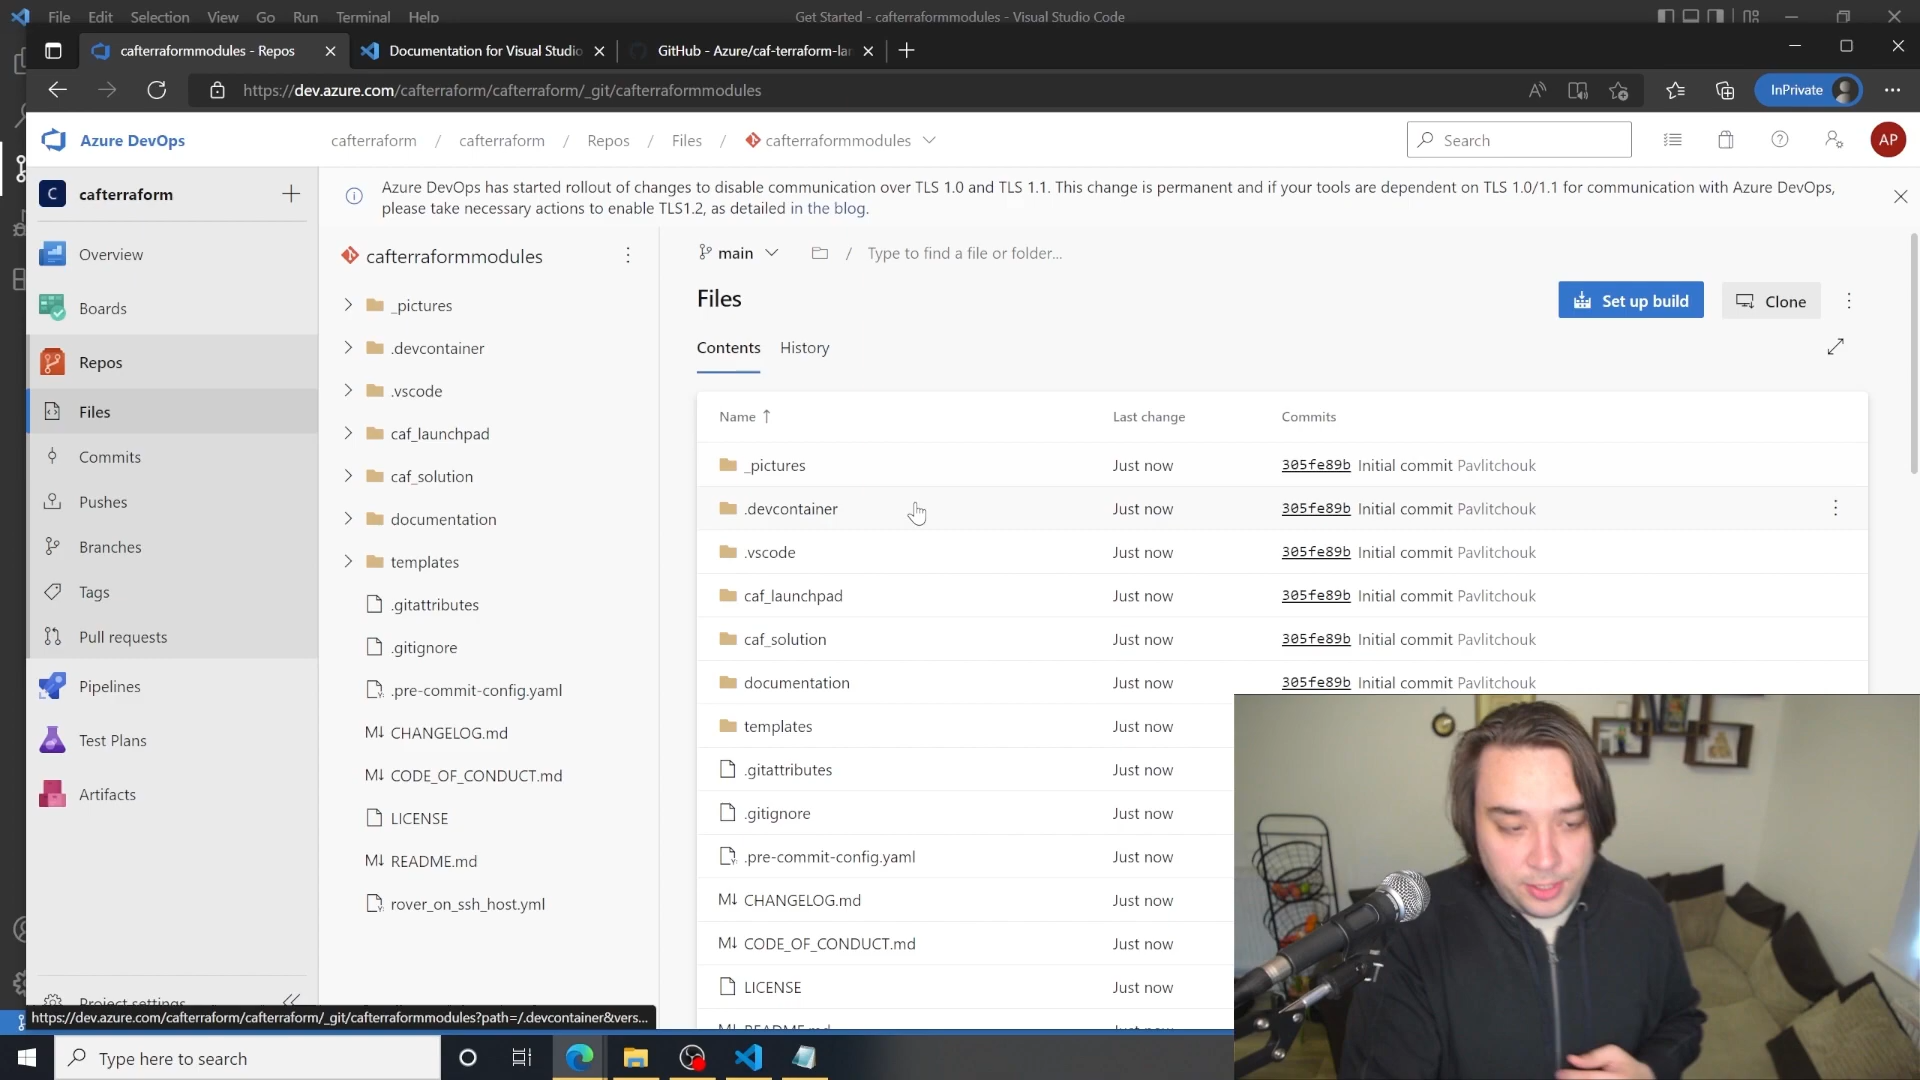 File Edit Selection View Go Run Terminal Help
Get Started - cafterraformmodules - Visual Studio Code
cafterraformmodules - Repos
Documentation for Visual Studio
GitHub - Azure/caf-terraform-lar
https://dev.azure.com/cafterraform/cafterraform/_git/cafterraformmodules
InPrivate
Azure DevOps
cafterraform / cafterraform / Repos / Files / cafterraformmodules
Search
AP
C cafterraform
Azure DevOps has started rollout of changes to disable communication over TLS 1.0 and TLS 1.1. This change is permanent and if your tools are dependent on TLS 1.0/1.1 for communication with Azure DevOps,
please take necessary actions to enable TLS1.2, as detailed in the blog.
Overview
Boards
Repos
Files
Commits
Pushes
Branches
Tags
Pull requests
Pipelines
Test Plans
Artifacts
Project settings
cafterraformmodules
_pictures
.devcontainer
.vscode
caf_launchpad
caf_solution
documentation
templates
.gitattributes
.gitignore
.pre-commit-config.yaml
CHANGELOG.md
CODE_OF_CONDUCT.md
LICENSE
README.md
rover_on_ssh_host.yml
main / Type to find a file or folder...
Files
Set up build
Clone
Contents History
Name Last change Commits
_pictures Just now 305fe89b Initial commit Pavlitchouk
.devcontainer Just now 305fe89b Initial commit Pavlitchouk
.vscode Just now 305fe89b Initial commit Pavlitchouk
caf_launchpad Just now 305fe89b Initial commit Pavlitchouk
caf_solution Just now 305fe89b Initial commit Pavlitchouk
documentation Just now 305fe89b Initial commit Pavlitchouk
templates Just now
.gitattributes Just now
.gitignore Just now
.pre-commit-config.yaml Just now
CHANGELOG.md Just now
CODE_OF_CONDUCT.md Just now
LICENSE Just now
README.md Just now
https://dev.azure.com/cafterraform/cafterraform/_git/cafterraformmodules?path=/.devcontainer&vers...
Type here to search